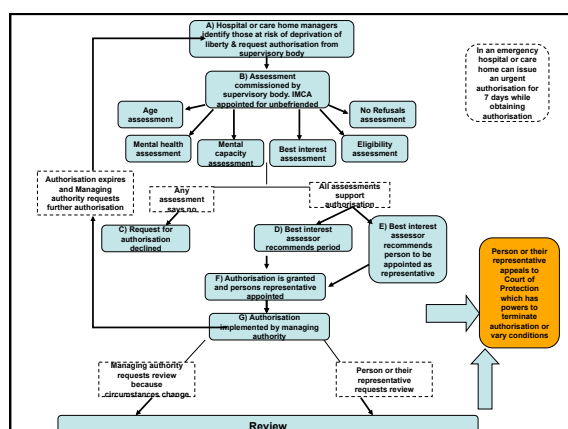 A) Hospital or care home managers
identify those at risk of deprivation of
liberty & request authorisation from
supervisory body
In an
emergency
hospital or care
home can issue
an urgent
authorisation for
7 days while
obtaining
authorisation
B) Assessment
commissioned by
supervisory body. IMCA
appointed for unbefriended
Age
assessment
No Refusals
assessment
Mental health
assessment
Mental
capacity
assessment
Best interest
assessment
Eligibility
assessment
Authorisation expires
and Managing
authority requests
further authorisation
Any
assessment
says no
All assessments
support
authorisation
C) Request for
authorisation
declined
D) Best interest
assessor
recommends period
E) Best interest
assessor
recommends
person to be
appointed as
representative
F) Authorisation is granted
and persons representative
appointed
G) Authorisation
implemented by managing
authority
Person or their
representative
appeals to
Court of
Protection
which has
powers to
terminate
authorisation or
vary conditions
Managing authority
requests review
because
circumstances change
Person or their
representative
requests review
Review